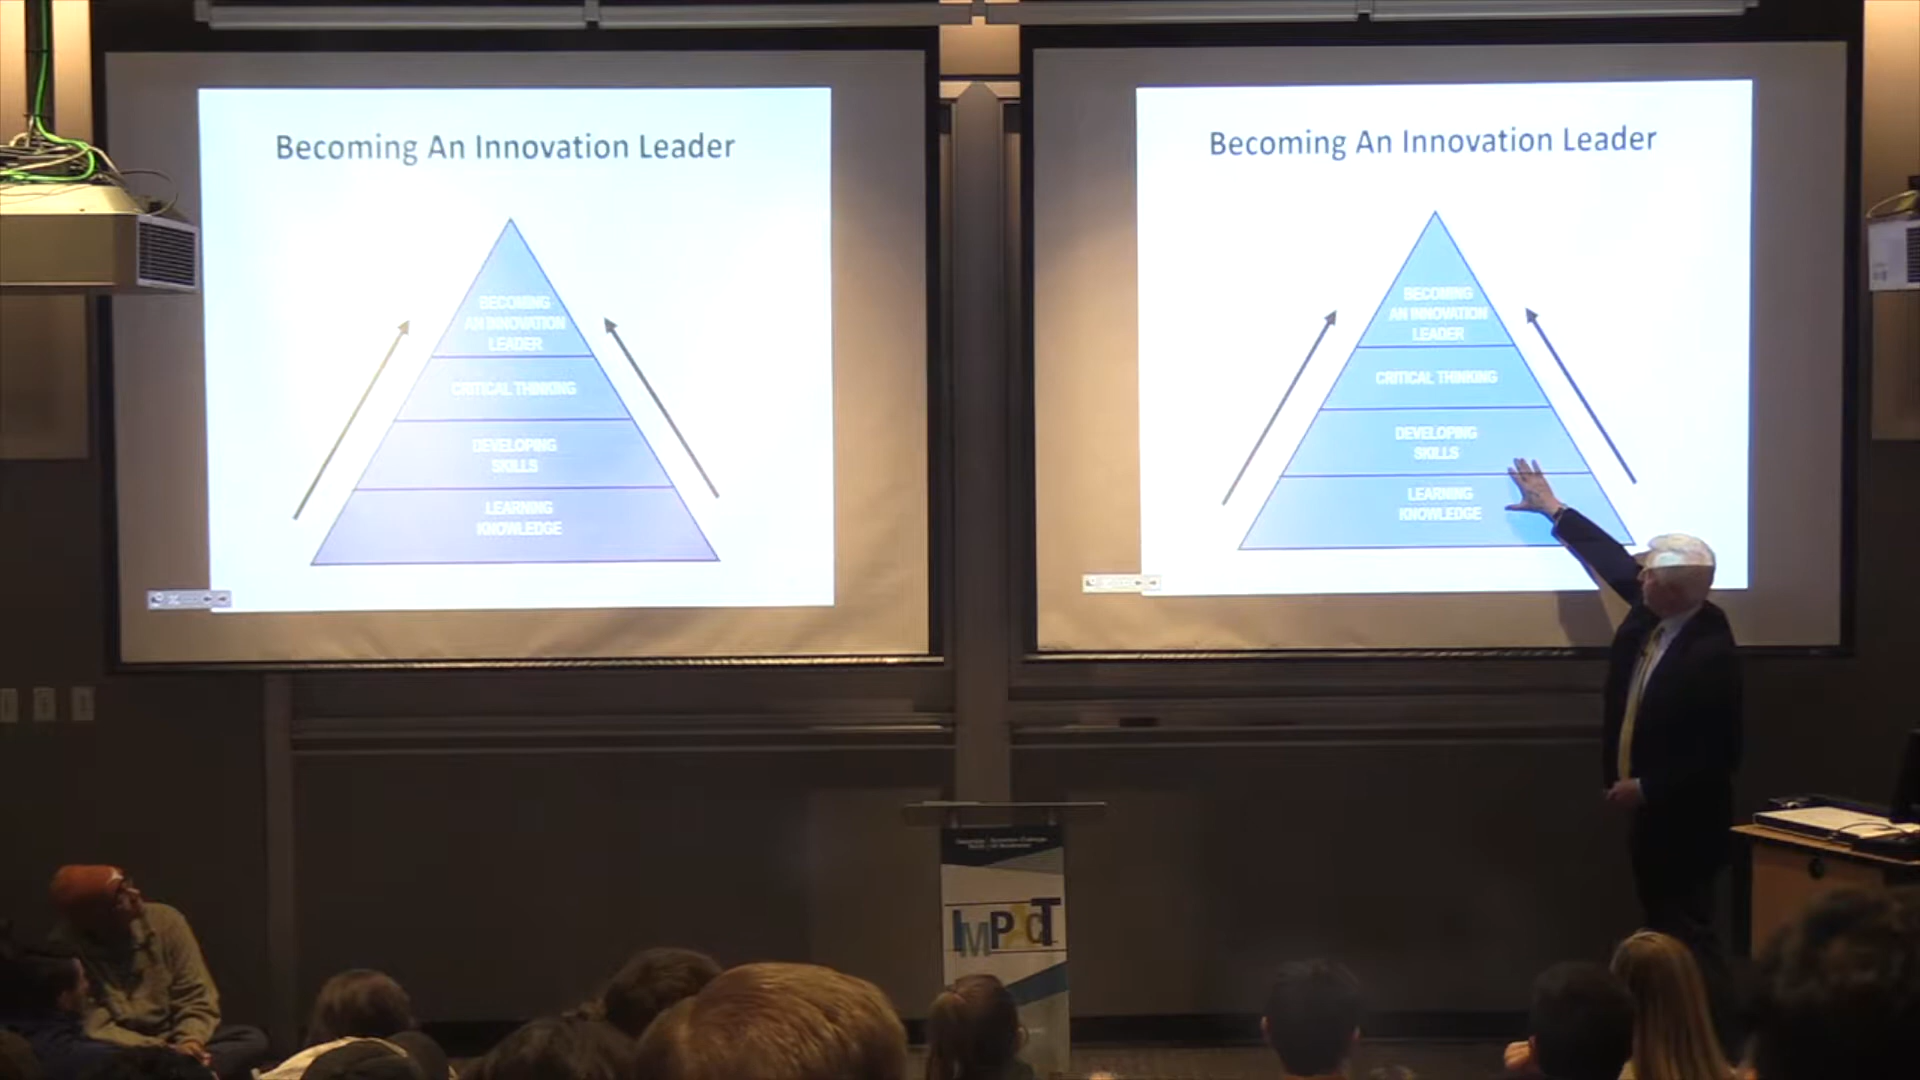 Becoming An Innovation Leader
BECOMING
AN INNOVATION
LEADER
CRITICAL THINKING
DEVELOPING
SKILLS
LEARNING
KNOWLEDGE
Becoming An Innovation Leader
BECOMING
AN INNOVATION
LEADER
CRITICAL THINKING
DEVELOPING
SKILLS
LEARNING
KNOWLEDGE
IMPACT